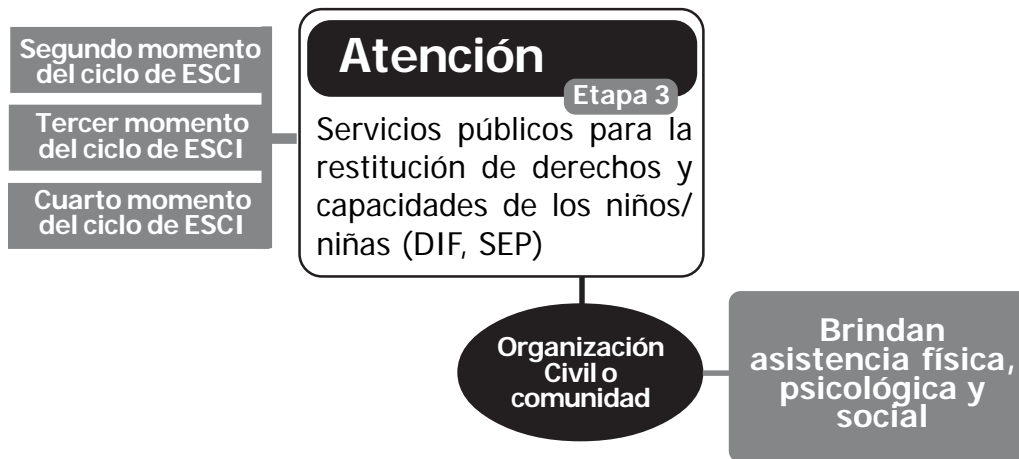 Segundo momento
del ciclo de ESCI
Tercer momento
del ciclo de ESCI
Cuarto momento
del ciclo de ESCI
Atención
Etapa 3
Servicios públicos para la
restitución de derechos y
capacidades de los niños/
niñas (DIF, SEP)
Organización
Civil o
comunidad
Brindan
asistencia física,
psicológica y
social